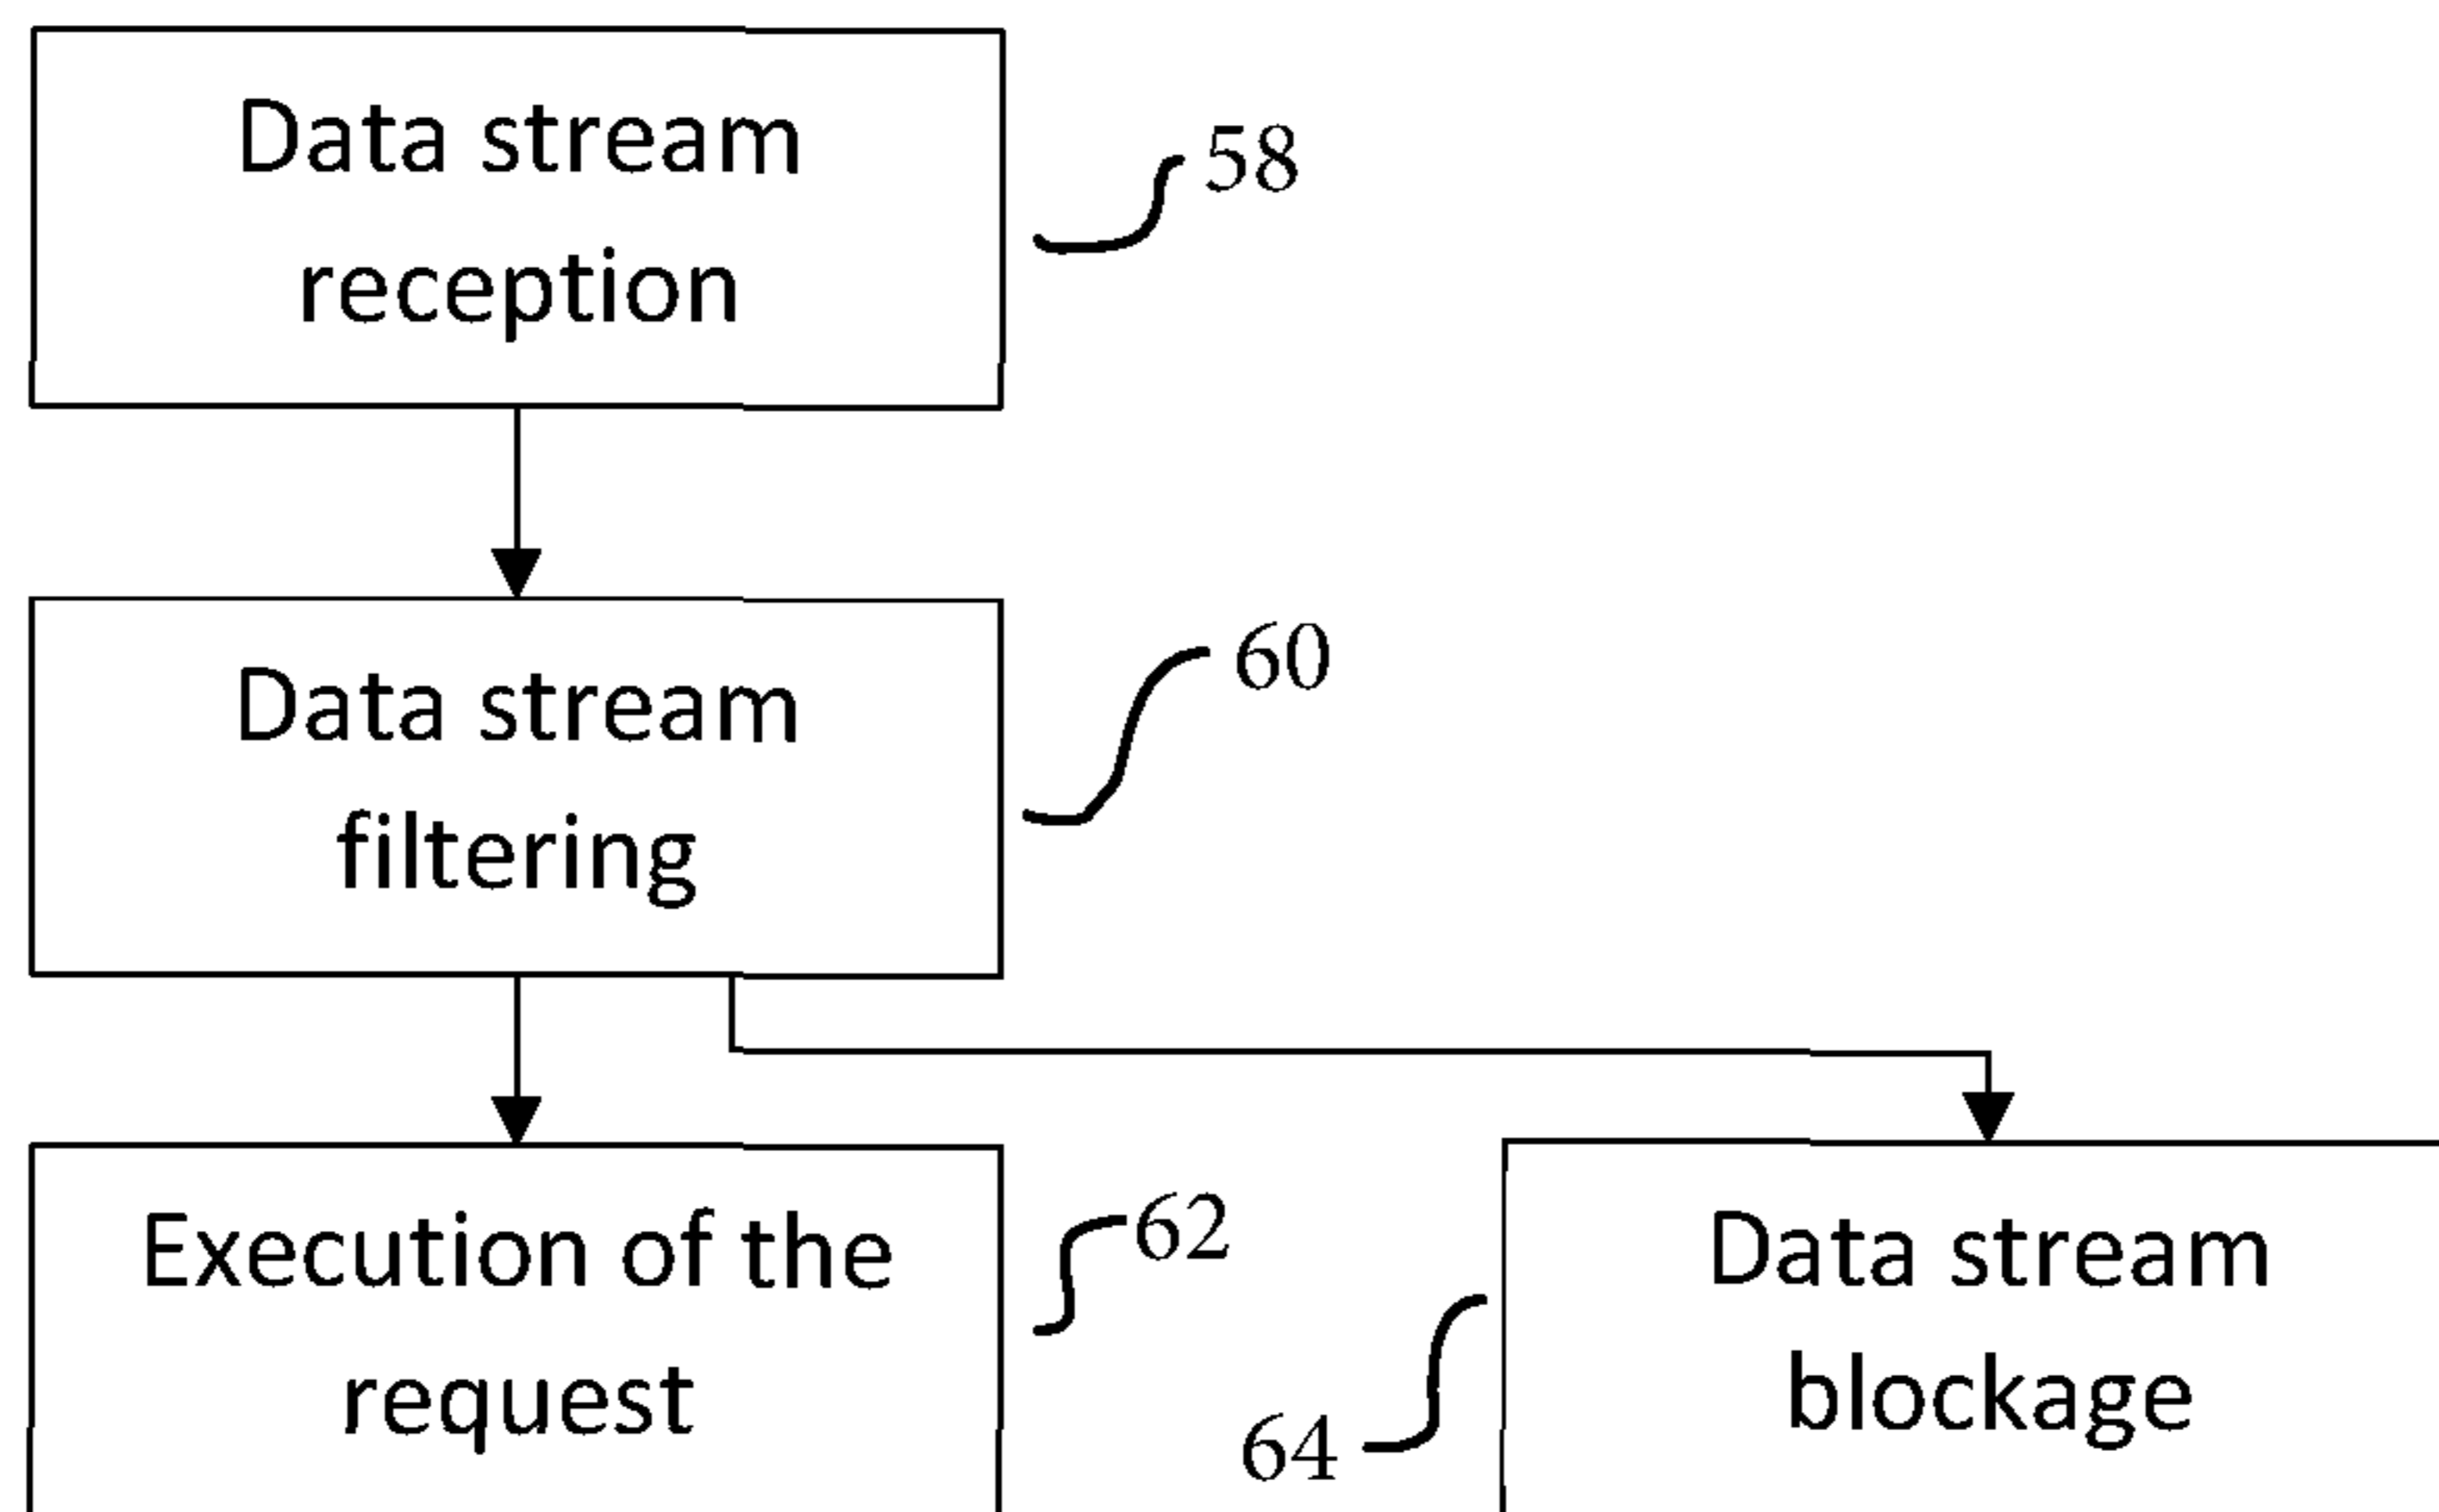 Data stream
reception
58
Data stream
filtering
60
Execution of the
request
62
Data stream
blockage
64